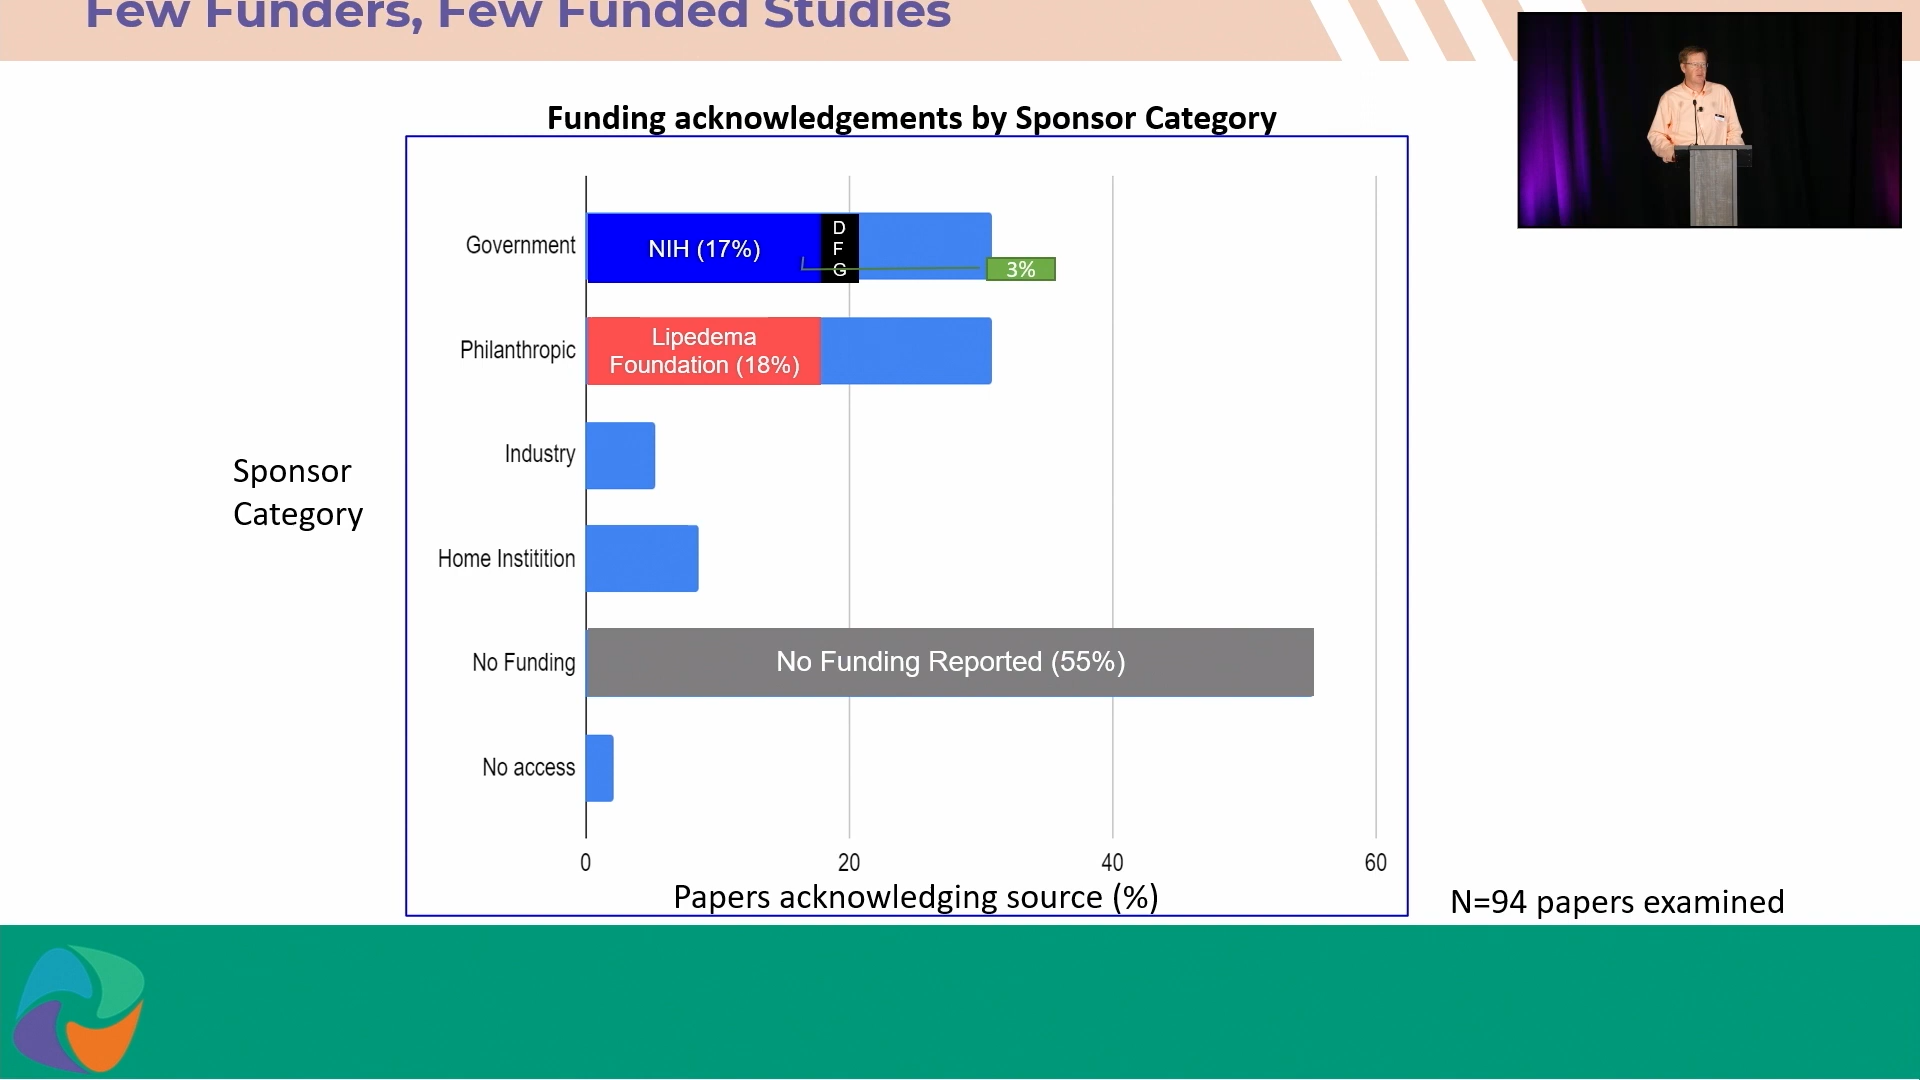 Few Funders, Few Funded Studies
Funding acknowledgements by Sponsor Category
Government
NIH (17%)
D
F
G
3%
Philanthropic
Lipedema
Foundation (18%)
Industry
Sponsor
Category
Home Institition
No Funding
No Funding Reported (55%)
No access
0 20 40 60
Papers acknowledging source (%)
N=94 papers examined